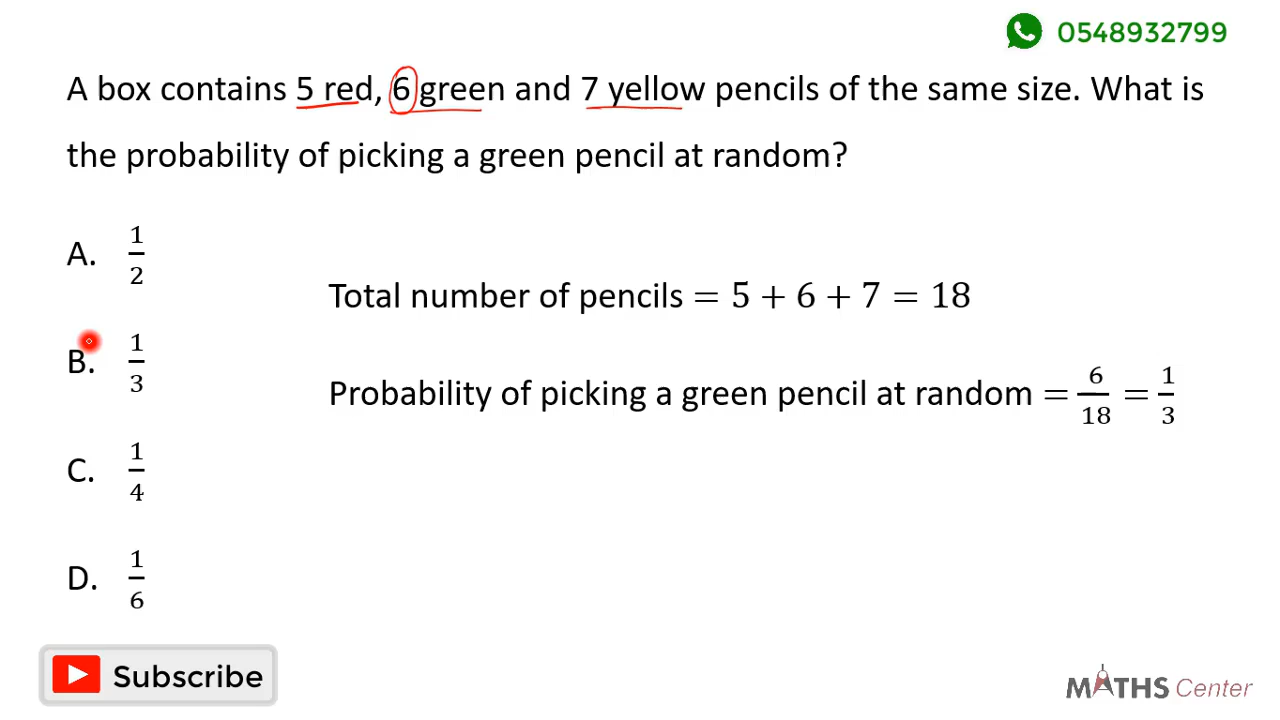 0548932799
A box contains 5 red, 6 green and 7 yellow pencils of the same size. What is
the probability of picking a green pencil at random?
A. 1/2
Total number of pencils = 5 + 6 + 7 = 18
B. 1/3
Probability of picking a green pencil at random = 6/18 = 1/3
C. 1/4
D. 1/6
Subscribe
MATHS Center